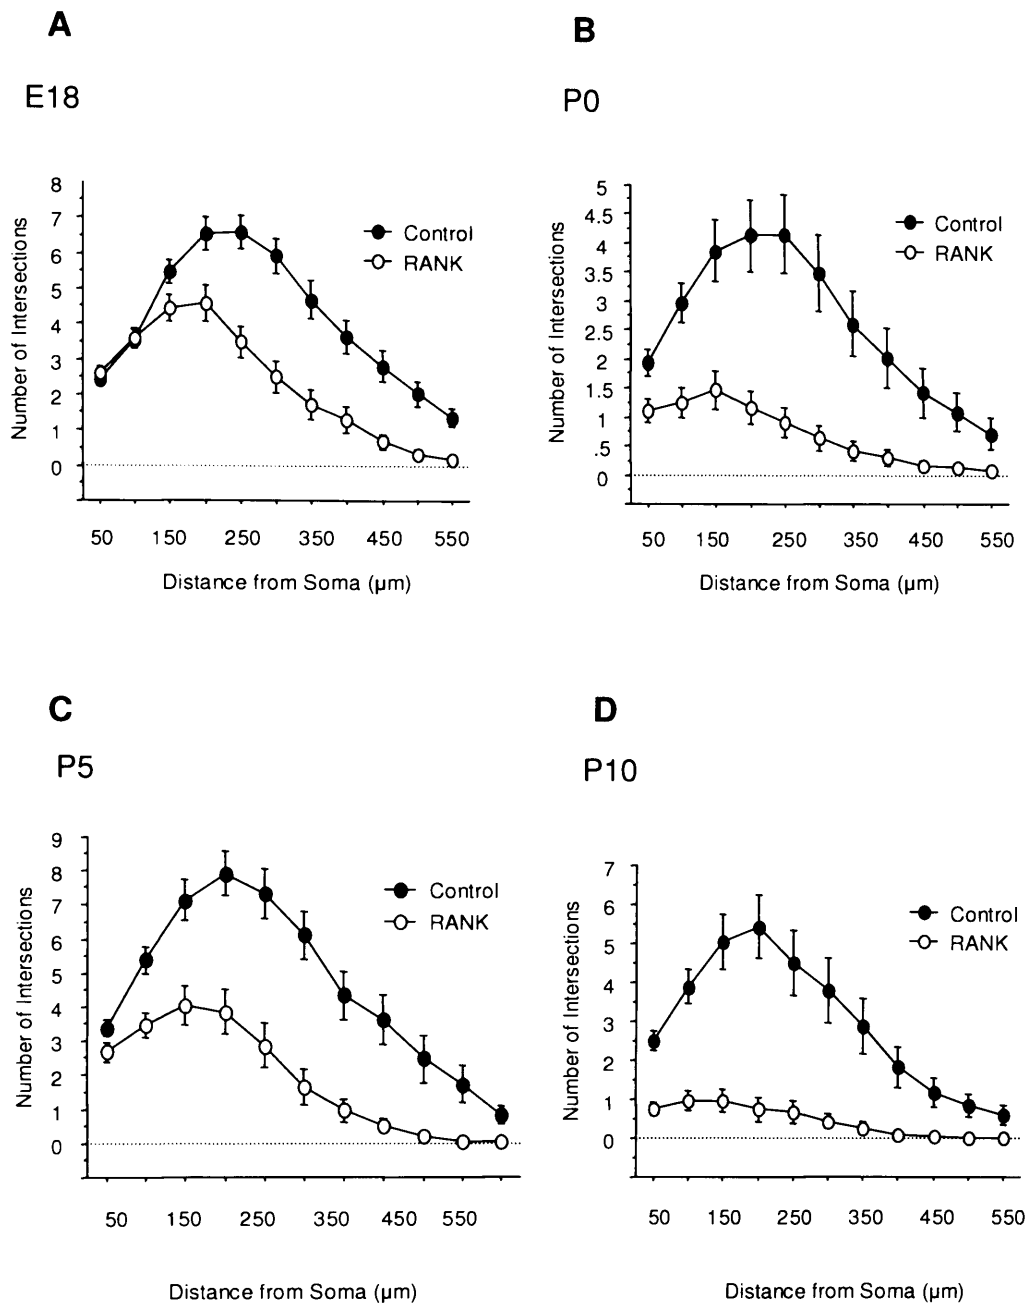 A
E18
Number of Intersections
8
7
6
5
4
3
2
1
0
Control
RANK
50 150 250 350 450 550
Distance from Soma (µm)
B
P0
Number of Intersections
5
4.5
4
3.5
3
2.5
2
1.5
1
.5
0
Control
RANK
50 150 250 350 450 550
Distance from Soma (µm)
C
P5
Number of Intersections
9
8
7
6
5
4
3
2
1
0
Control
RANK
50 150 250 350 450 550
Distance from Soma (µm)
D
P10
Number of Intersections
7
6
5
4
3
2
1
0
Control
RANK
50 150 250 350 450 550
Distance from Soma (µm)